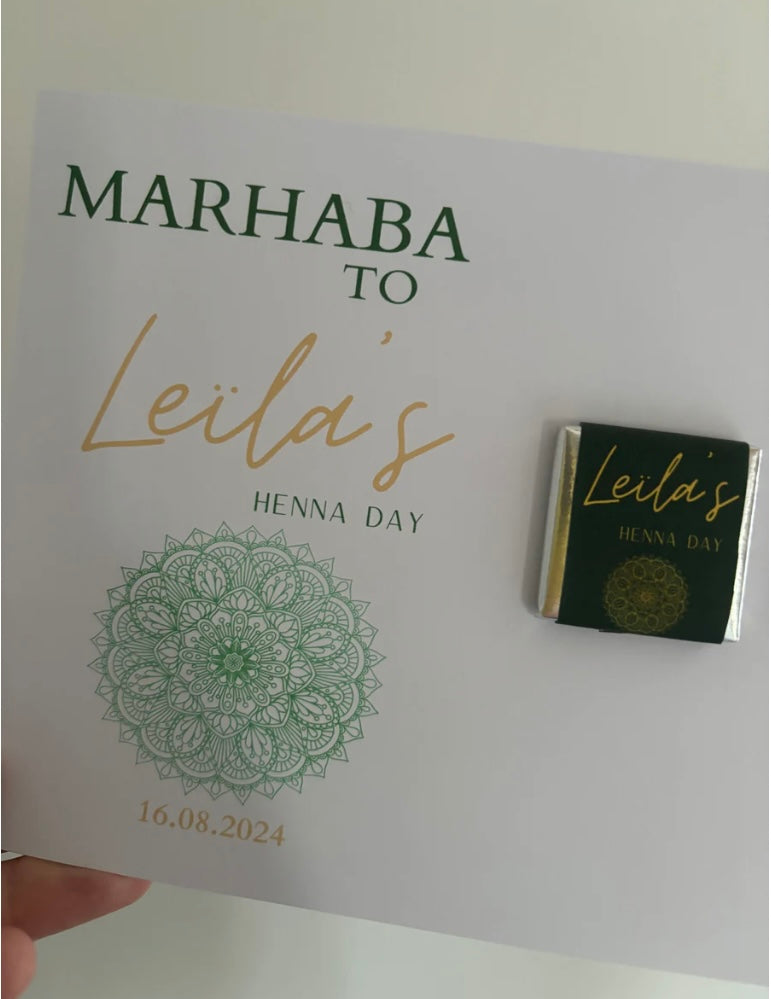 MARHABA
TO
Leïla's
HENNA DAY
16.08.2024
Leïla's
HENNA DAY